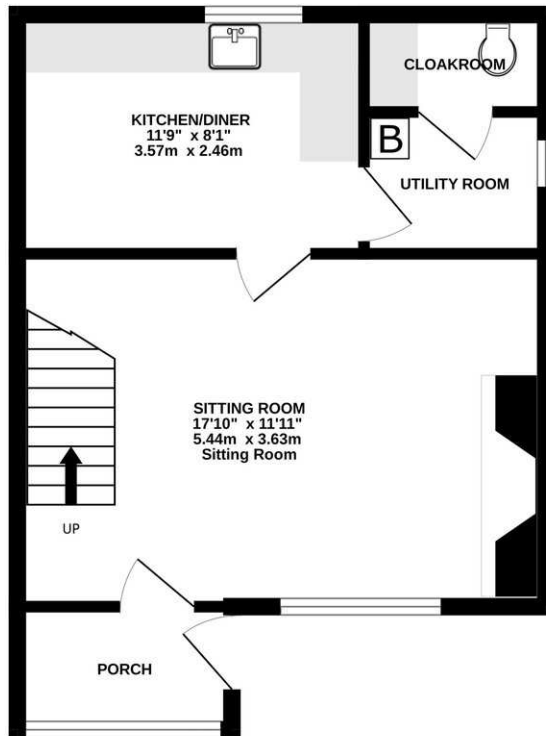 CLOAKROOM
KITCHEN/DINER
11'9" x 8'1"
3.57m x 2.46m
B
UTILITY ROOM
SITTING ROOM
17'10" x 11'11"
5.44m x 3.63m
Sitting Room
UP
PORCH